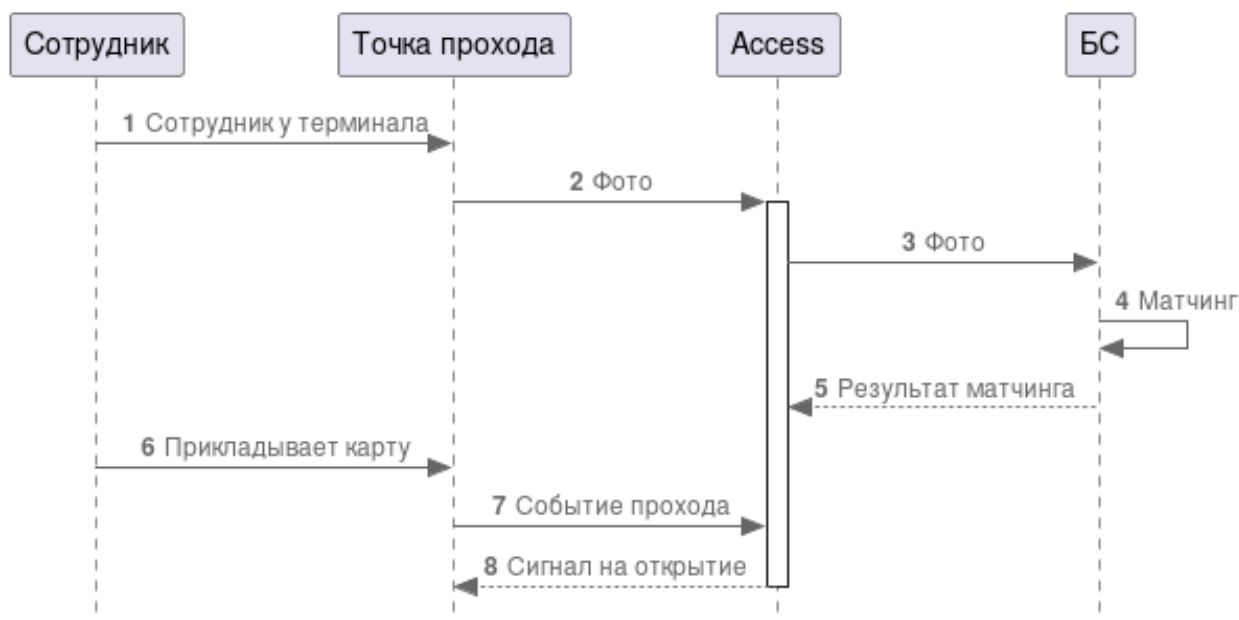 Сотрудник
Точка прохода
Access
БС
1 Сотрудник у терминала
2 Фото
3 Фото
4 Матчинг
5 Результат матчинга
6 Прикладывает карту
7 Событие прохода
8 Сигнал на открытие